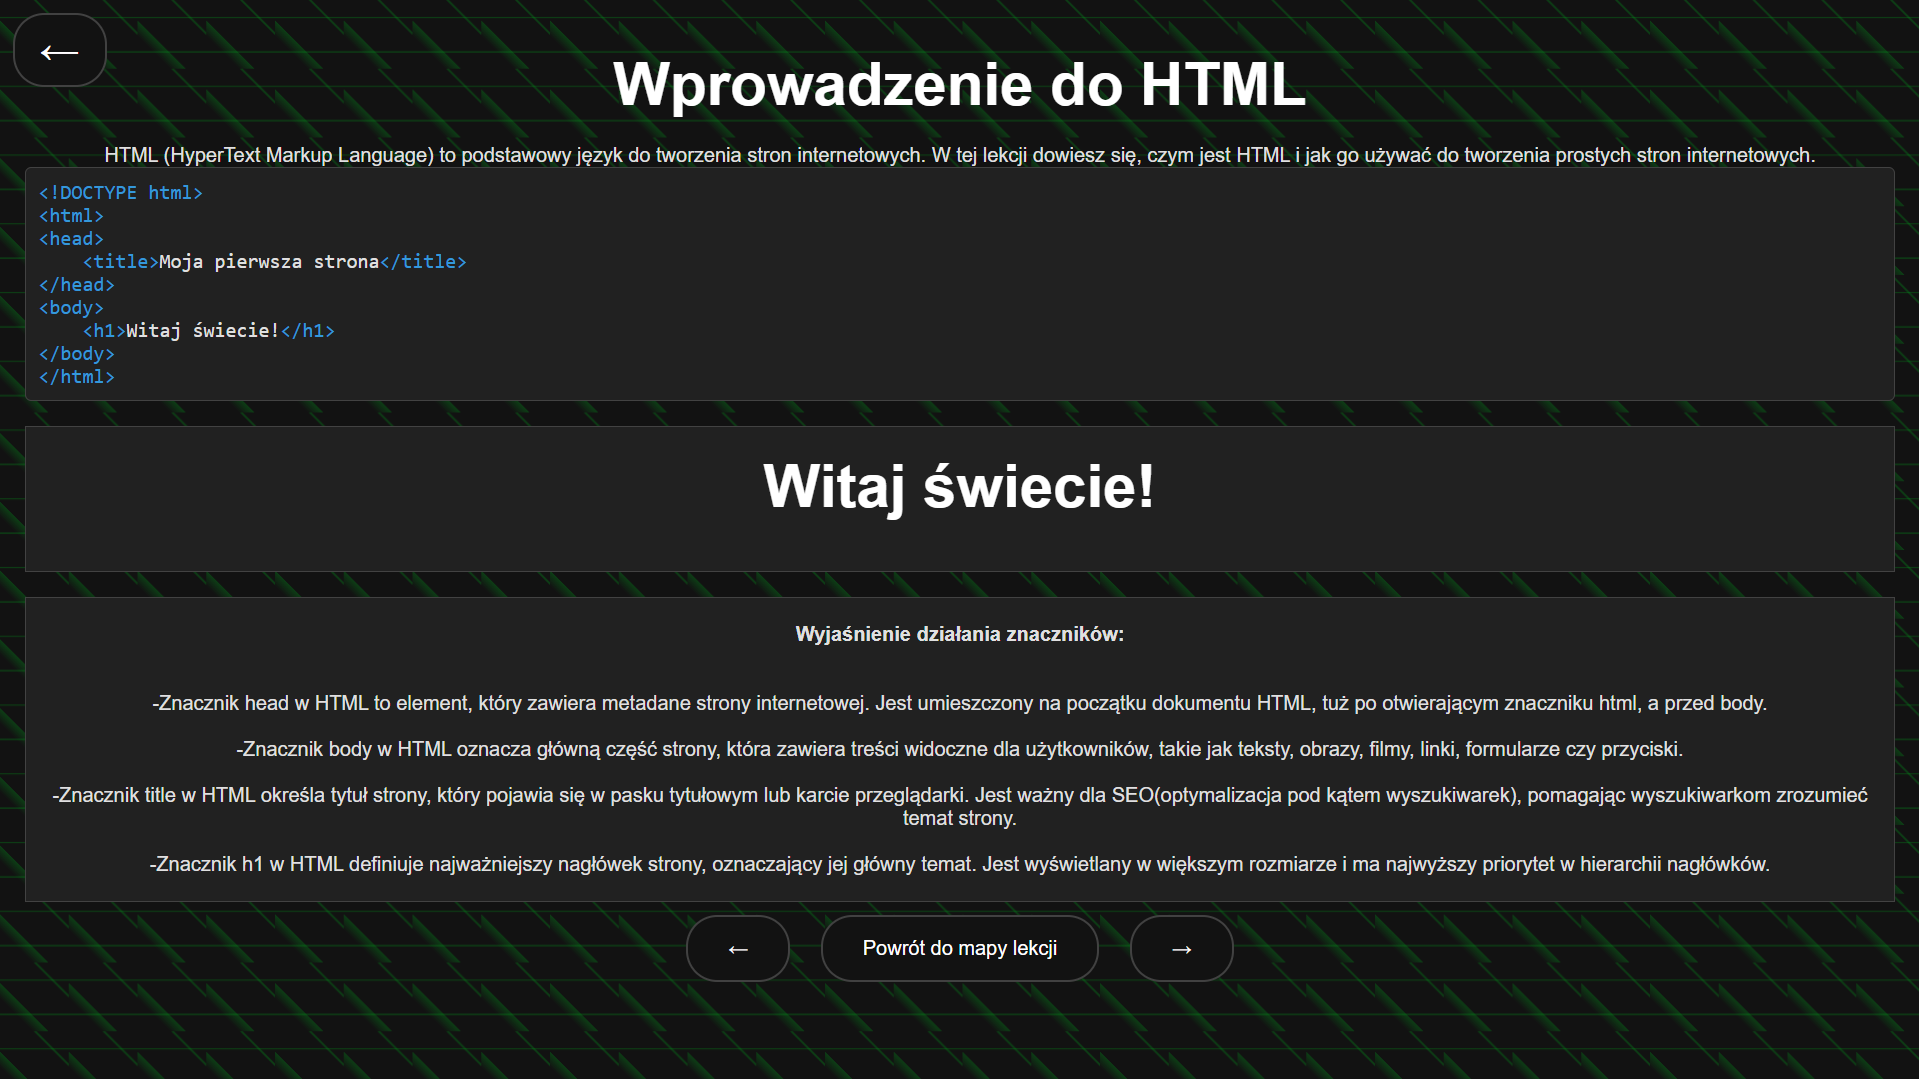 ←
Wprowadzenie do HTML
HTML (HyperText Markup Language) to podstawowy język do tworzenia stron internetowych. W tej lekcji dowiesz się, czym jest HTML i jak go używać do tworzenia prostych stron internetowych.
<!DOCTYPE html>
<html>
<head>
    <title>Moja pierwsza strona</title>
</head>
<body>
    <h1>Witaj świecie!</h1>
</body>
</html>
Witaj świecie!
Wyjaśnienie działania znaczników:
-Znacznik head w HTML to element, który zawiera metadane strony internetowej. Jest umieszczony na początku dokumentu HTML, tuż po otwierającym znaczniku html, a przed body.
-Znacznik body w HTML oznacza główną część strony, która zawiera treści widoczne dla użytkowników, takie jak teksty, obrazy, filmy, linki, formularze czy przyciski.
-Znacznik title w HTML określa tytuł strony, który pojawia się w pasku tytułowym lub karcie przeglądarki. Jest ważny dla SEO(optymalizacja pod kątem wyszukiwarek), pomagając wyszukiwarkom zrozumieć
temat strony.
-Znacznik h1 w HTML definiuje najważniejszy nagłówek strony, oznaczający jej główny temat. Jest wyświetlany w większym rozmiarze i ma najwyższy priorytet w hierarchii nagłówków.
← Powrót do mapy lekcji →